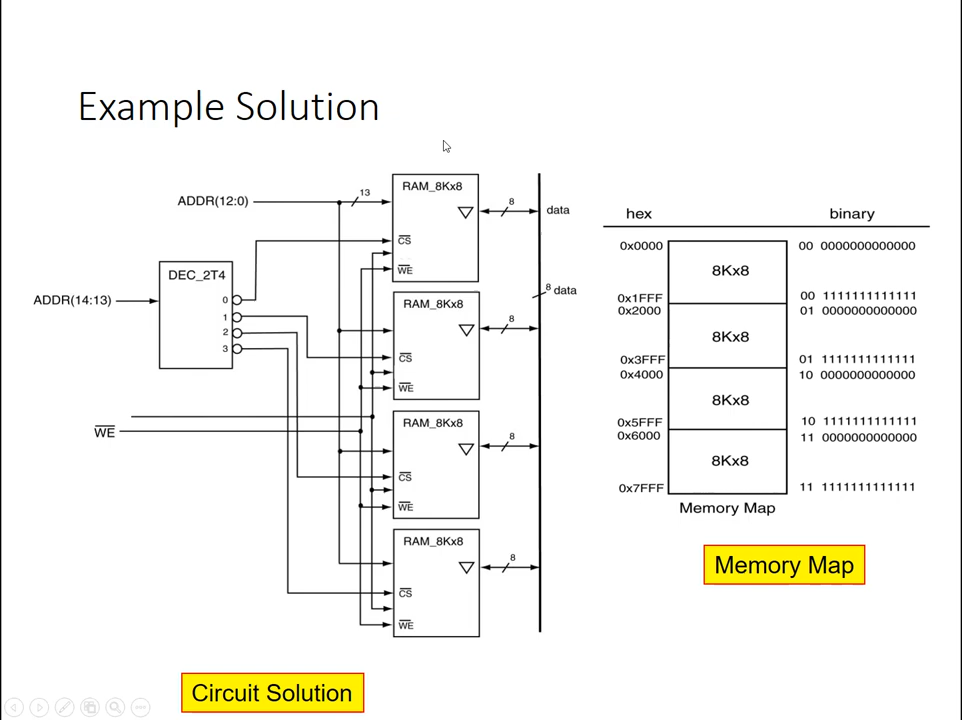 Example Solution
ADDR(12:0)
13
RAM_8Kx8
CS
WE
8
data
8 data
DEC_2T4
ADDR(14:13)
0
1
2
3
RAM_8Kx8
CS
WE
8
WE
RAM_8Kx8
CS
WE
8
RAM_8Kx8
CS
WE
8
hex binary
0x0000 8Kx8 00 0000000000000
0x1FFF 00 1111111111111
0x2000 8Kx8 01 0000000000000
0x3FFF 01 1111111111111
0x4000 8Kx8 10 0000000000000
0x5FFF 10 1111111111111
0x6000 8Kx8 11 0000000000000
0x7FFF 11 1111111111111
Memory Map
Memory Map
Circuit Solution